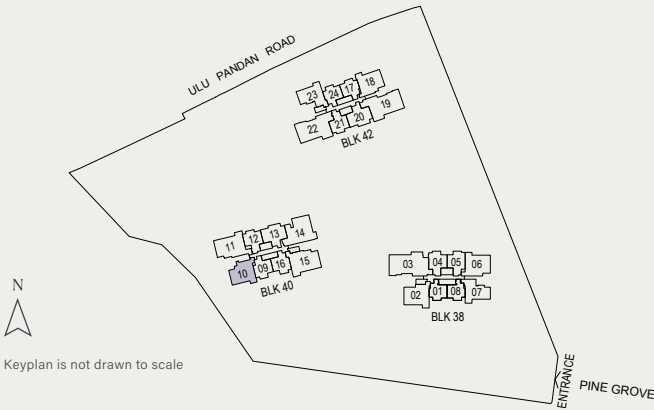 ULU PANDAN ROAD
23 24 17 18
22 21 20 19
BLK 42
11 12 13 14
10 09 16 15
BLK 40
03 04 05 06
02 01 08 07
BLK 38
N
Keyplan is not drawn to scale
ENTRANCE
PINE GROVE